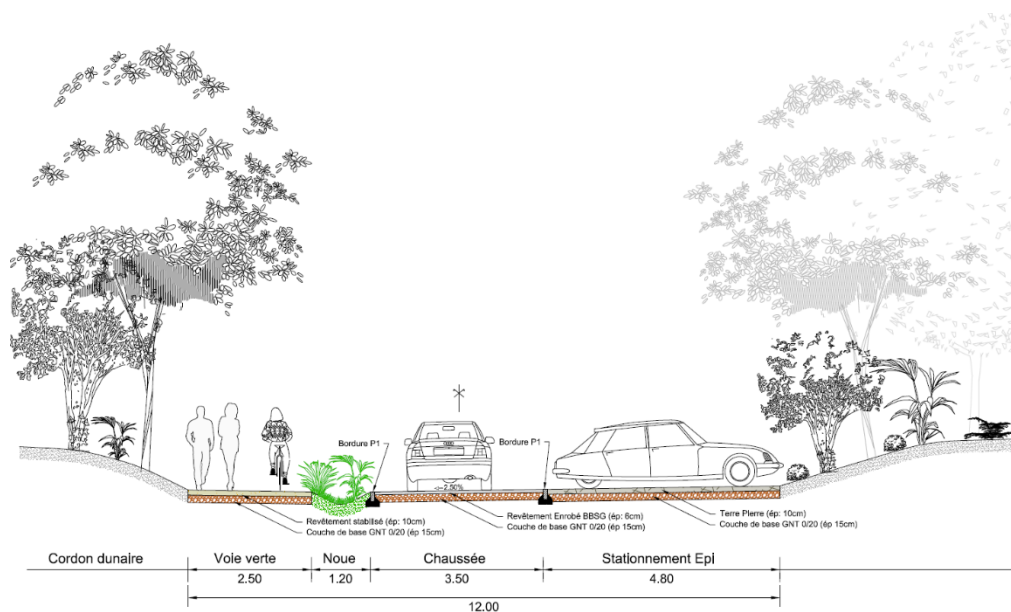 Bordure P1
Bordure P1
<-2.50%
Revêtement stabilisé (ép: 10cm)
Couche de base GNT 0/20 (ép 15cm)
Revêtement Enrobé BBSG (ép: 6cm)
Couche de base GNT 0/20 (ép 15cm)
Terre Pierre (ép: 10cm)
Couche de base GNT 0/20 (ép 15cm)
Cordon dunaire
Voie verte
Noue
Chaussée
Stationnement Epi
2.50
1.20
3.50
4.80
12.00